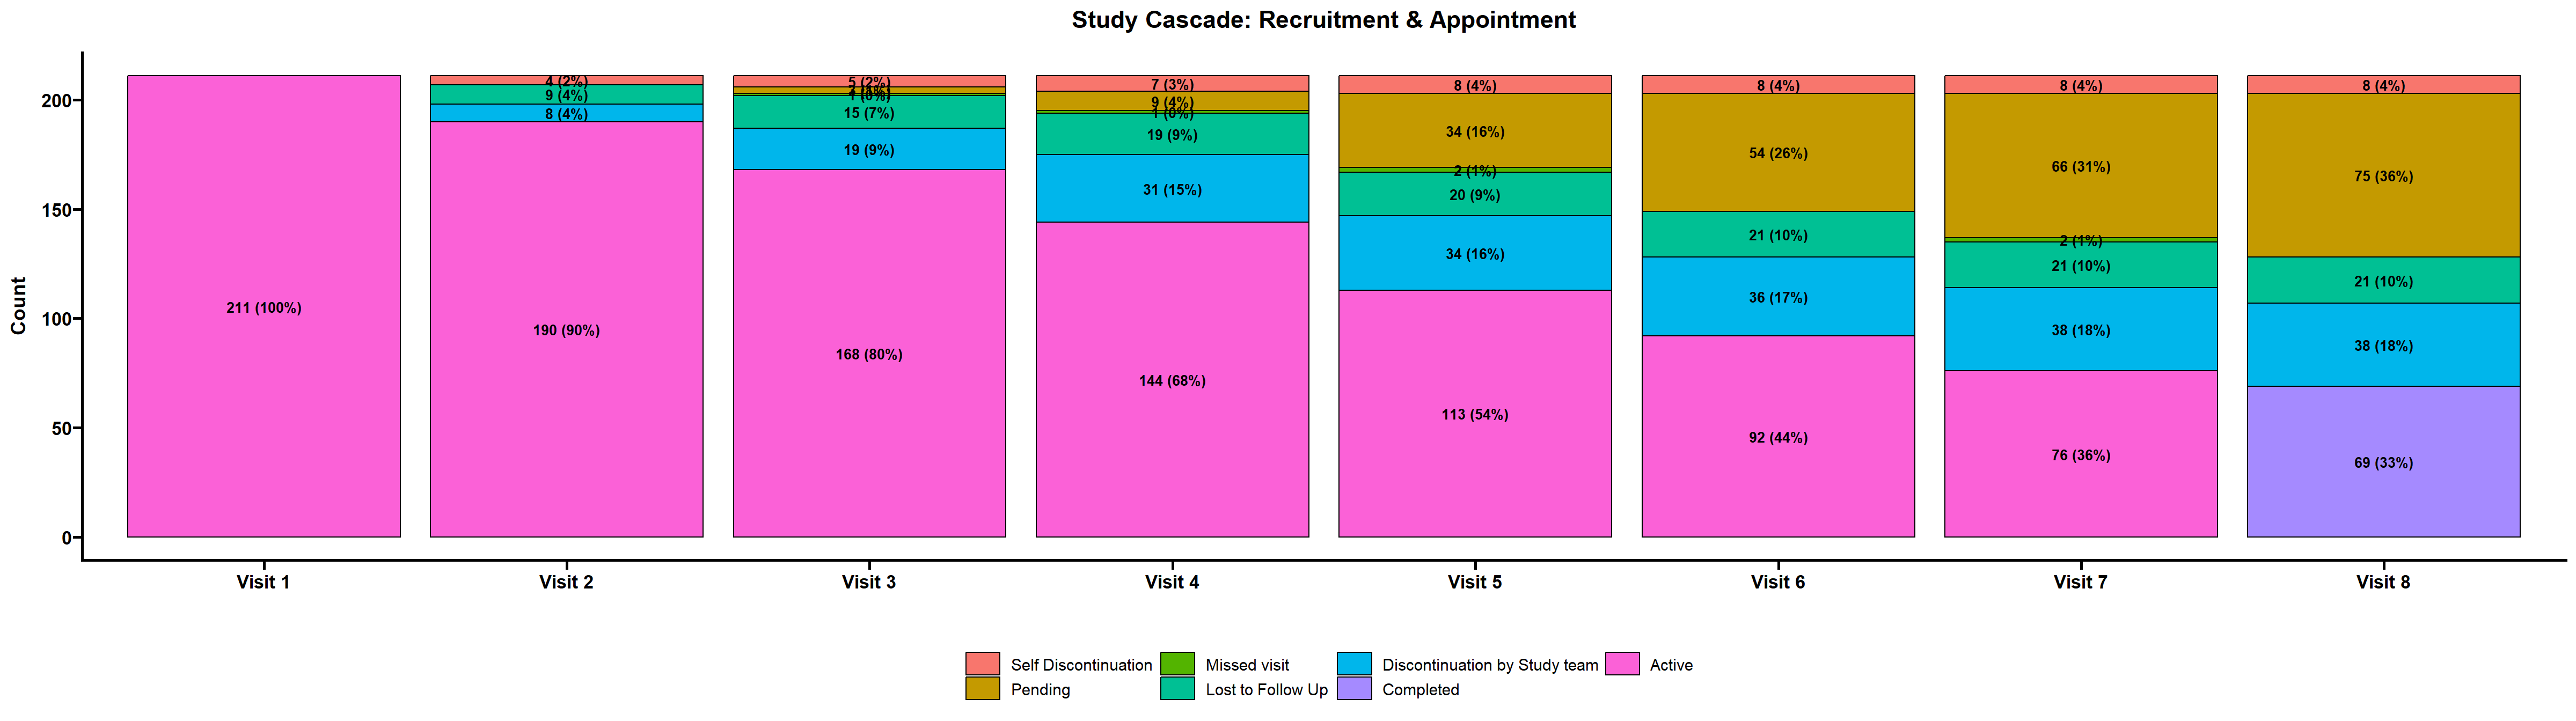 Study Cascade: Recruitment & Appointment
Count
200
150
100
50
0
211 (100%)
4 (2%)
9 (4%)
8 (4%)
190 (90%)
5 (2%)
1 (0%)
15 (7%)
19 (9%)
168 (80%)
7 (3%)
9 (4%)
1 (0%)
19 (9%)
31 (15%)
144 (68%)
8 (4%)
34 (16%)
2 (1%)
20 (9%)
34 (16%)
113 (54%)
8 (4%)
54 (26%)
21 (10%)
36 (17%)
92 (44%)
8 (4%)
66 (31%)
2 (1%)
21 (10%)
38 (18%)
76 (36%)
8 (4%)
75 (36%)
21 (10%)
38 (18%)
69 (33%)
Visit 1
Visit 2
Visit 3
Visit 4
Visit 5
Visit 6
Visit 7
Visit 8
Self Discontinuation
Missed visit
Discontinuation by Study team
Active
Pending
Lost to Follow Up
Completed